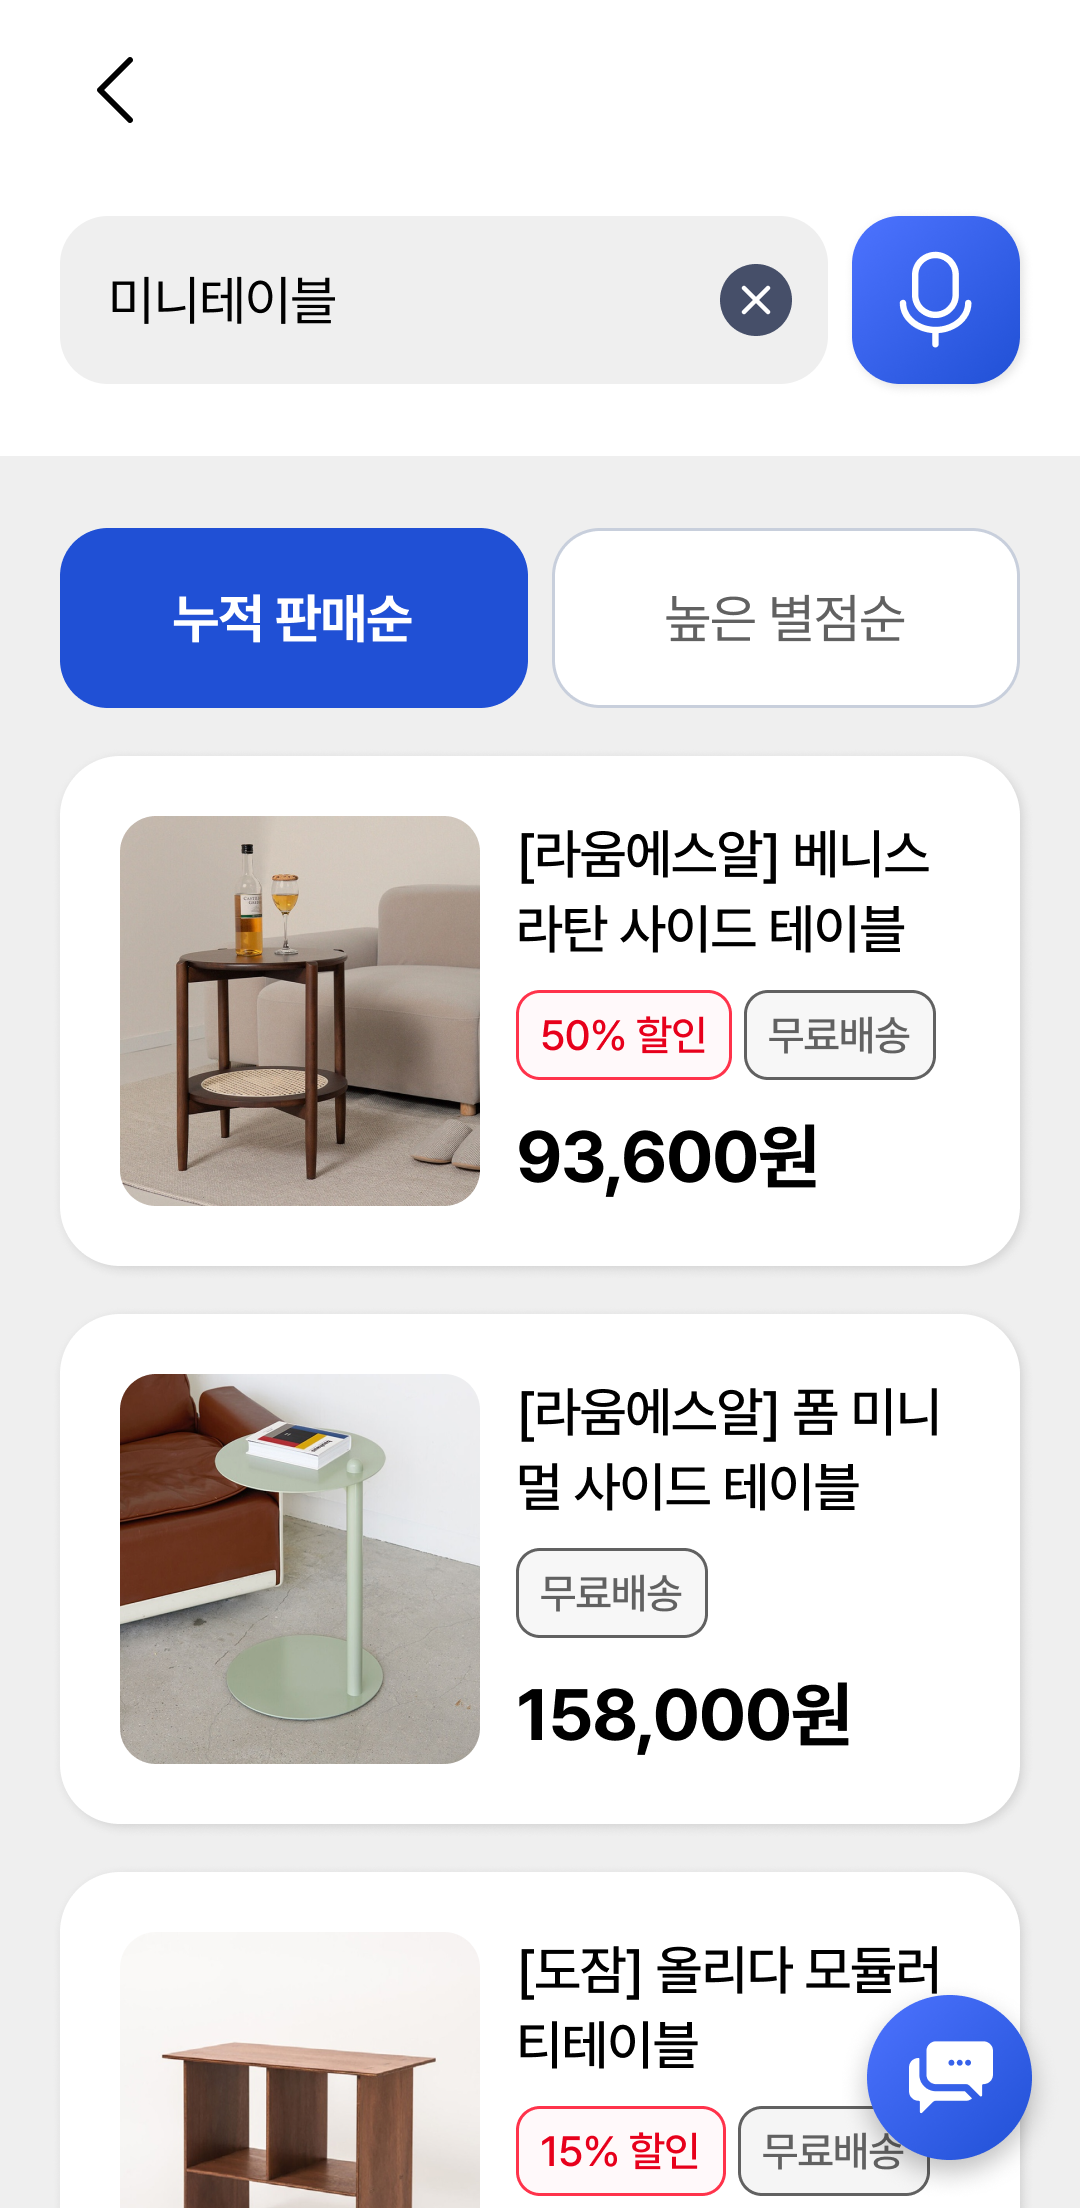 미니테이블
누적 판매순
높은 별점순
[라움에스알] 베니스
라탄 사이드 테이블
50% 할인
무료배송
93,600원
[라움에스알] 폼 미니
멀 사이드 테이블
무료배송
158,000원
[도잠] 올리다 모듈러
티테이블
15% 할인
무료배송